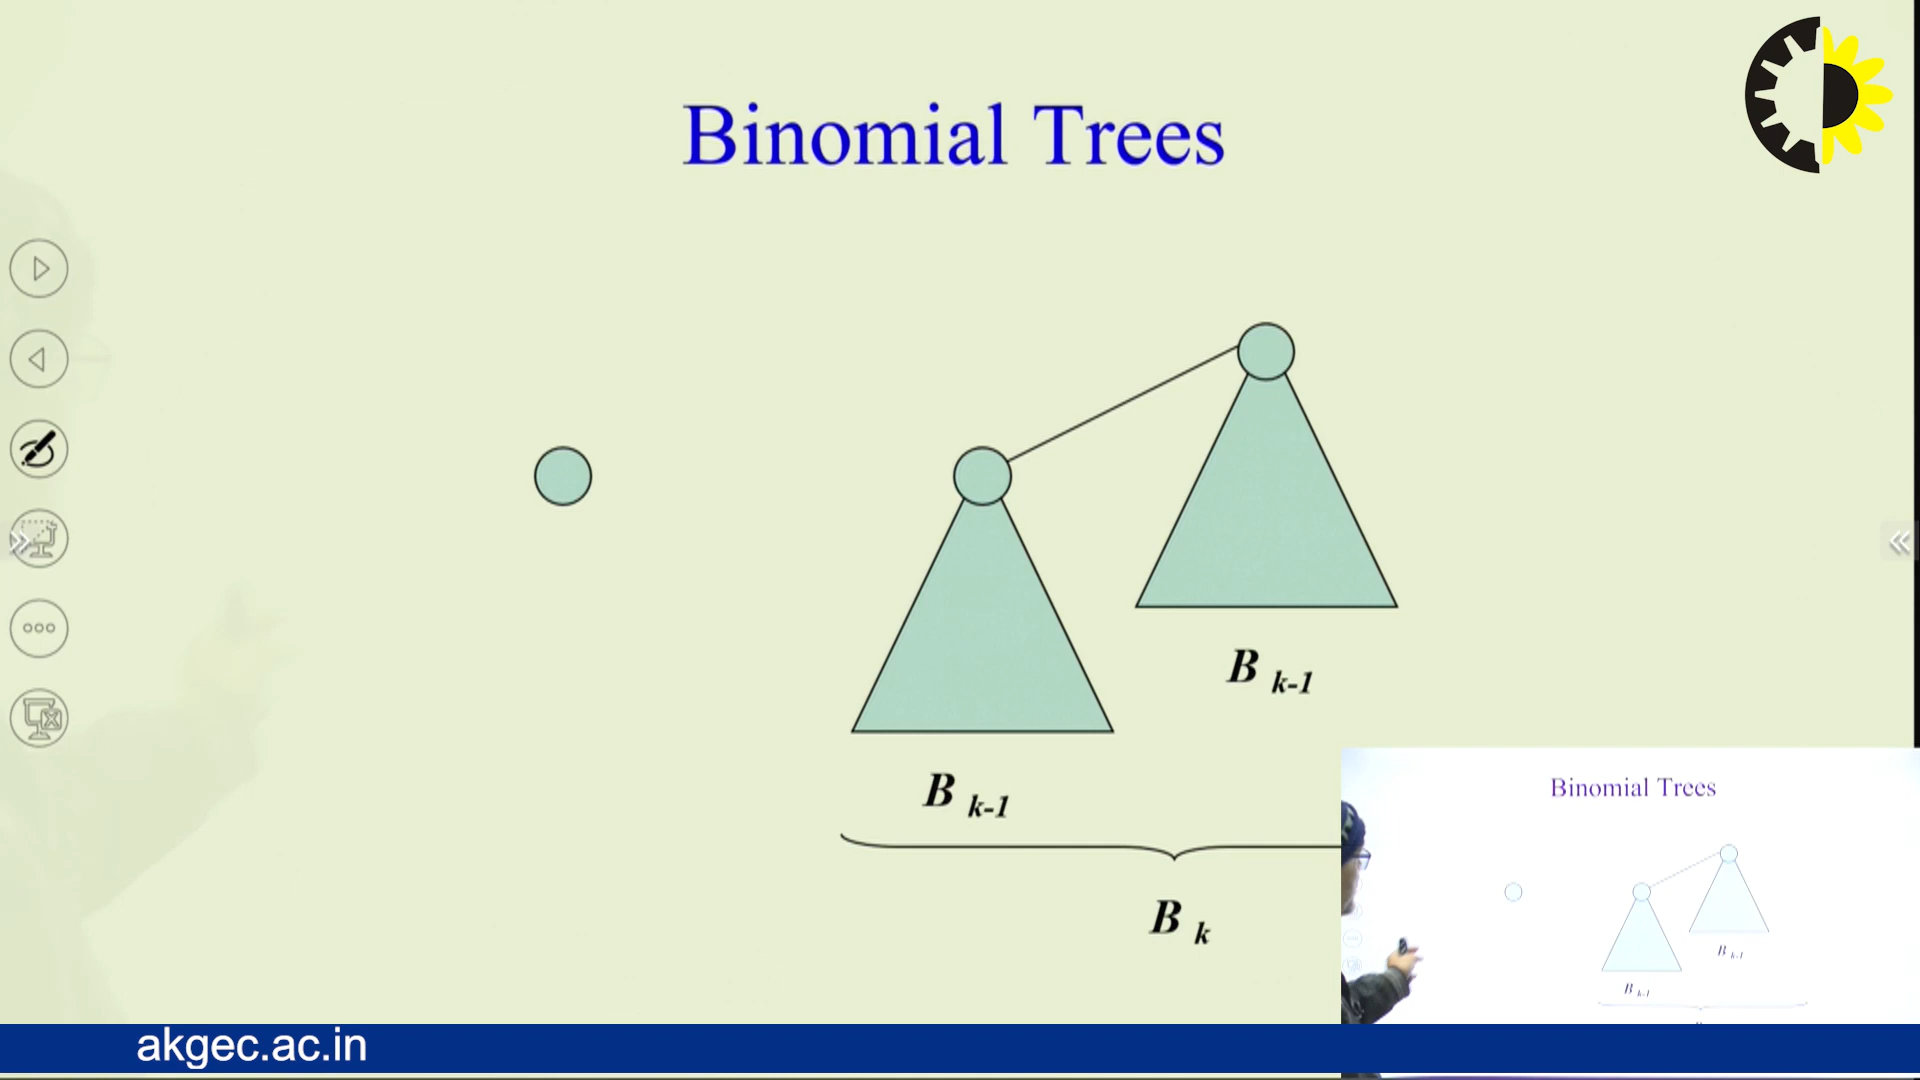 Binomial Trees
B k-1
B k-1
B k
Binomial Trees
B k-1
B k-1
akgec.ac.in